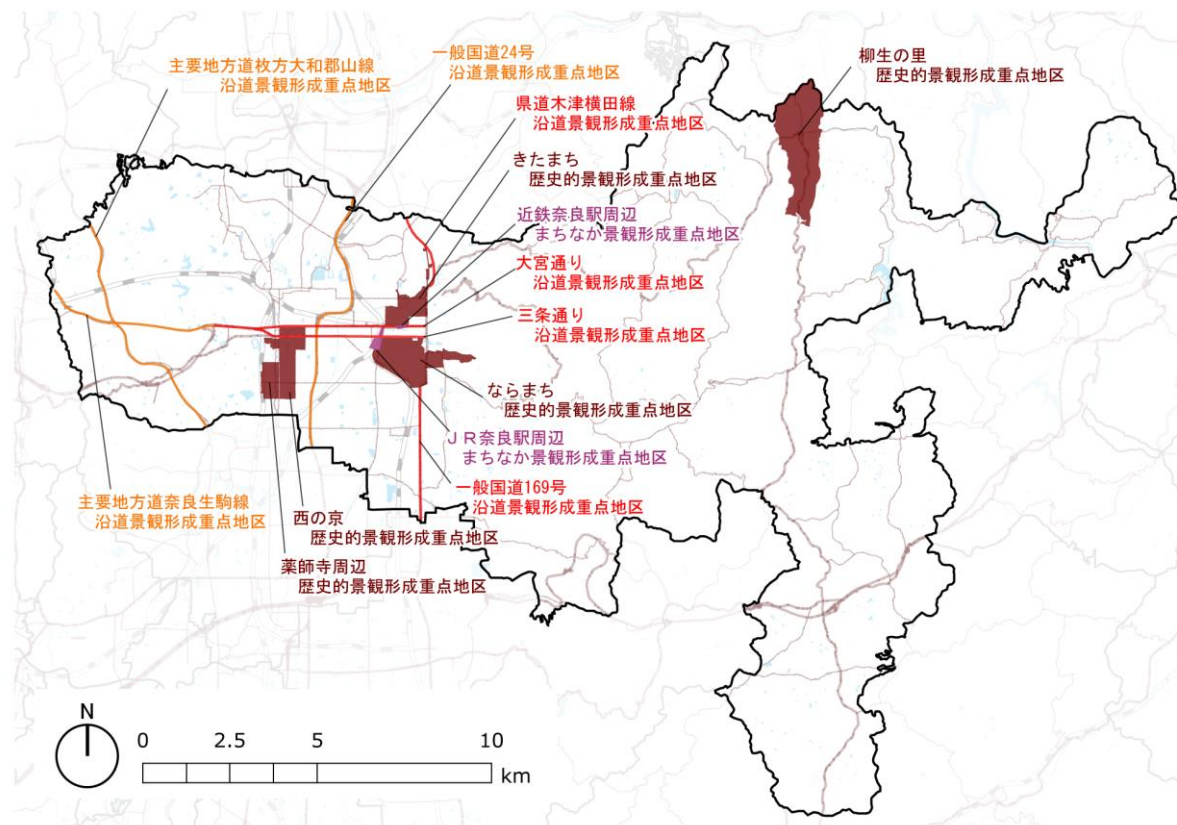 主要地方道枚方大和郡山線
沿道景観形成重点地区
一般国道24号
沿道景観形成重点地区
県道木津横田線
沿道景観形成重点地区
きたまち
歴史的景観形成重点地区
近鉄奈良駅周辺
まちなか景観形成重点地区
大宮通り
沿道景観形成重点地区
三条通り
沿道景観形成重点地区
ならまち
歴史的景観形成重点地区
ＪＲ奈良駅周辺
まちなか景観形成重点地区
一般国道169号
沿道景観形成重点地区
柳生の里
歴史的景観形成重点地区
主要地方道奈良生駒線
沿道景観形成重点地区
西の京
歴史的景観形成重点地区
薬師寺周辺
歴史的景観形成重点地区
N
0 2.5 5 10
km